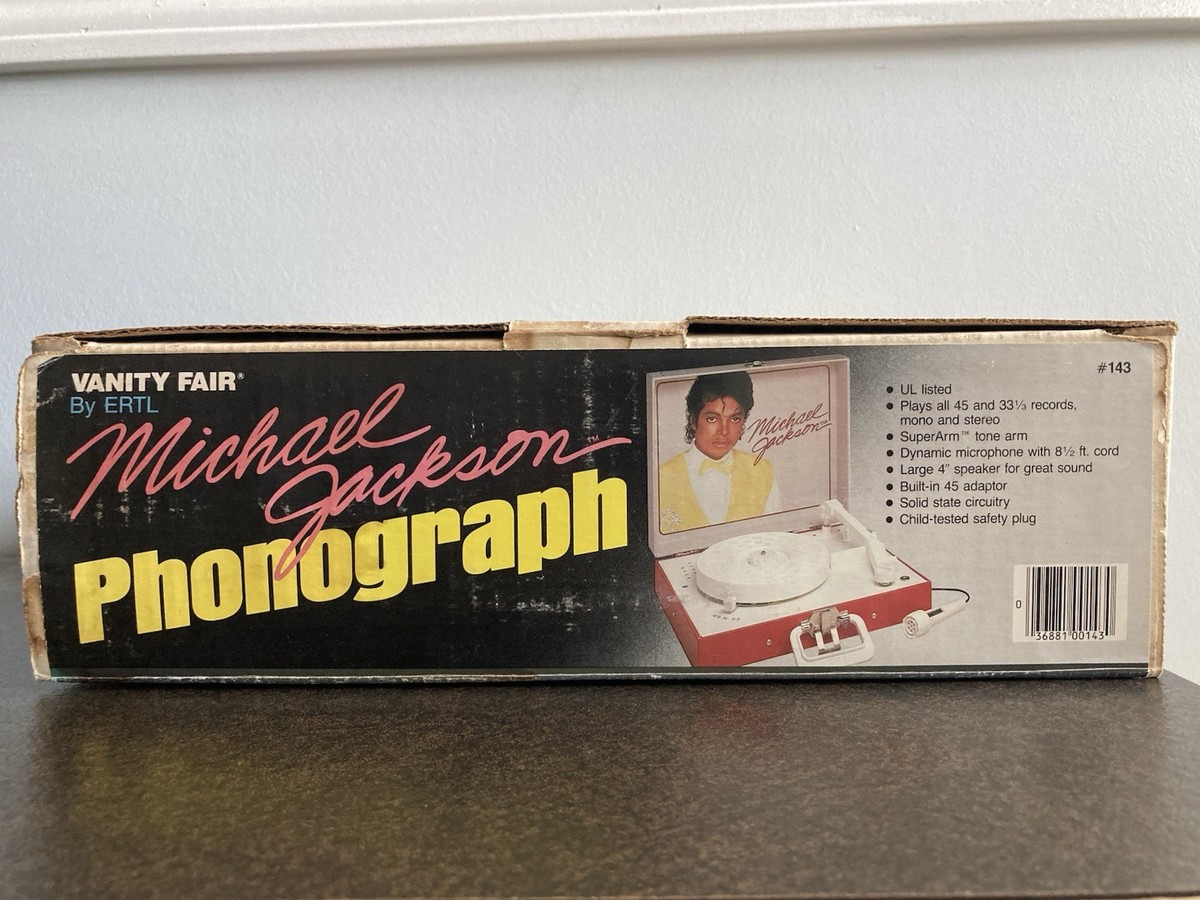 VANITY FAIR®
By ERTL
Michael
Jackson™
Phonograph
Michael
Jackson™
#143
● UL listed
● Plays all 45 and 33⅓ records,
mono and stereo
● SuperArm™ tone arm
● Dynamic microphone with 8½ ft. cord
● Large 4″ speaker for great sound
● Built-in 45 adaptor
● Solid state circuitry
● Child-tested safety plug
0
36881 00143